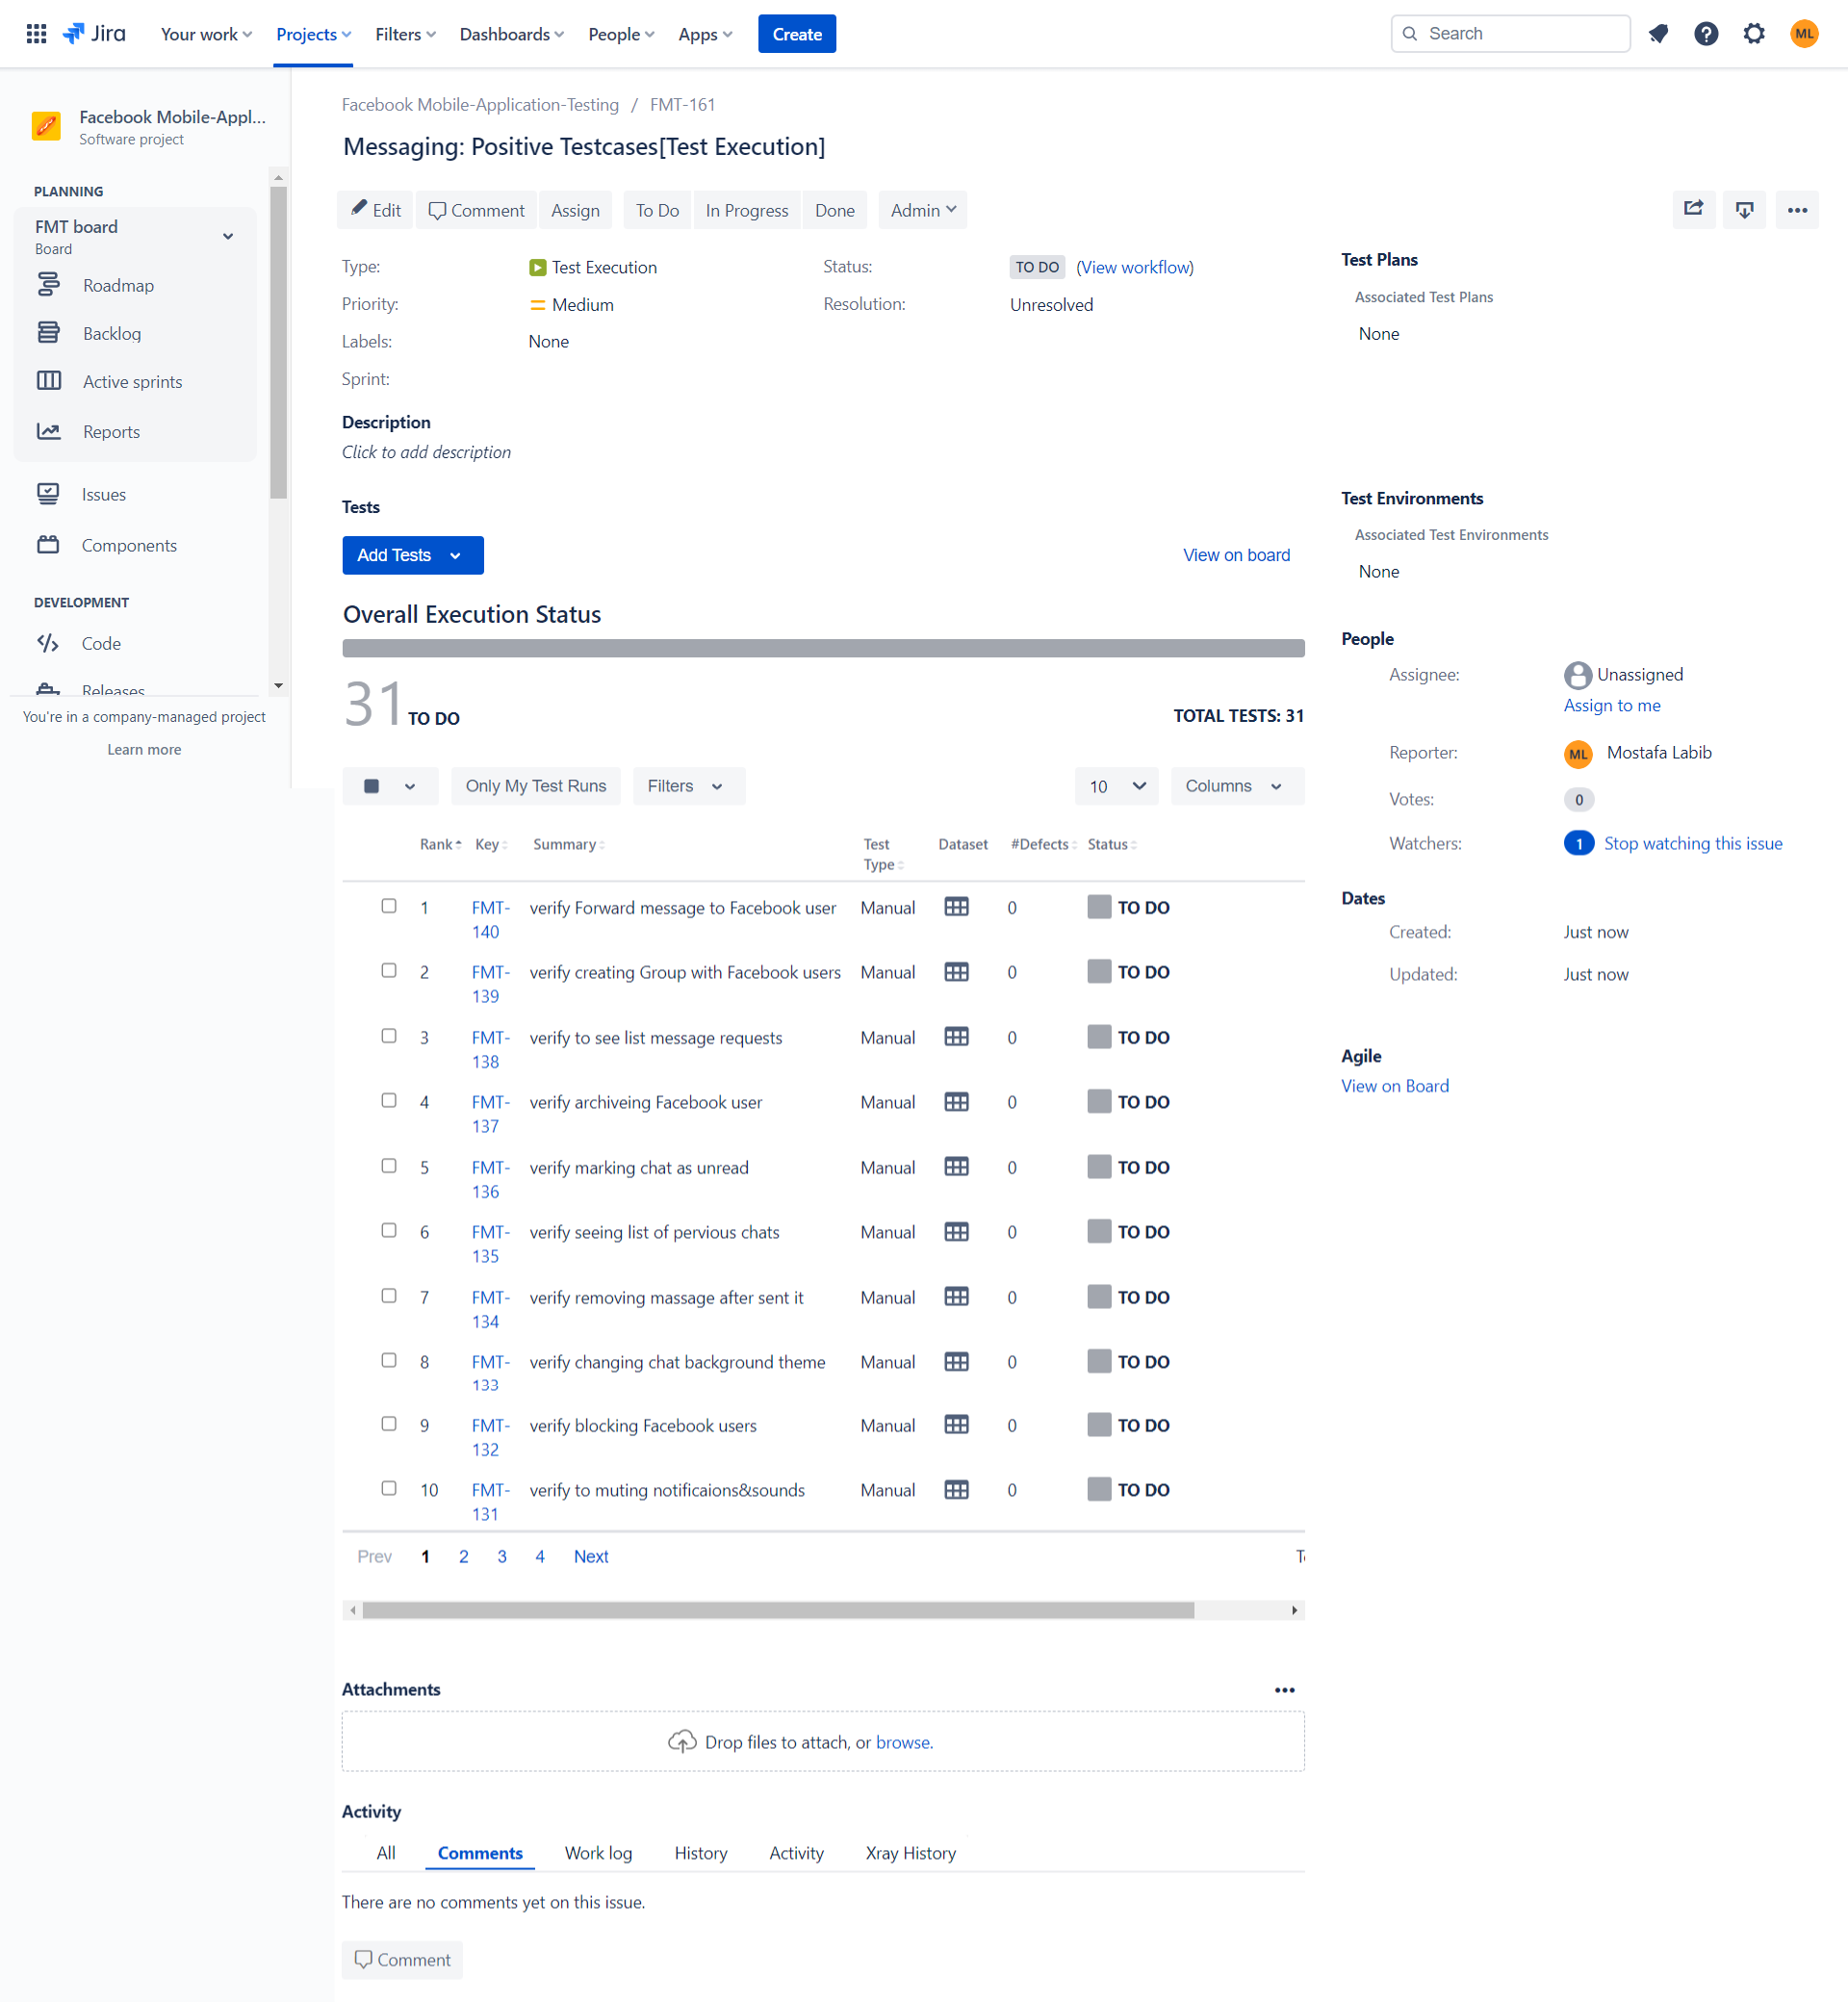 Jira
Your work
Projects
Filters
Dashboards
People
Apps
Create
Search
ML
Facebook Mobile-Appl...
Software project
PLANNING
FMT board
Board
Roadmap
Backlog
Active sprints
Reports
Issues
Components
DEVELOPMENT
Code
Releases
You're in a company-managed project
Learn more
Facebook Mobile-Application-Testing / FMT-161
Messaging: Positive Testcases[Test Execution]
Edit
Comment
Assign
To Do
In Progress
Done
Admin
Type: Test Execution
Status: TO DO (View workflow)
Priority: Medium
Resolution: Unresolved
Labels: None
Sprint:
Description
Click to add description
Tests
Add Tests
View on board
Overall Execution Status
31 TO DO
TOTAL TESTS: 31
Only My Test Runs
Filters
10
Columns
Rank Key Summary Test Type Dataset #Defects Status
1 FMT-140 verify Forward message to Facebook user Manual 0 TO DO
2 FMT-139 verify creating Group with Facebook users Manual 0 TO DO
3 FMT-138 verify to see list message requests Manual 0 TO DO
4 FMT-137 verify archiveing Facebook user Manual 0 TO DO
5 FMT-136 verify marking chat as unread Manual 0 TO DO
6 FMT-135 verify seeing list of pervious chats Manual 0 TO DO
7 FMT-134 verify removing massage after sent it Manual 0 TO DO
8 FMT-133 verify changing chat background theme Manual 0 TO DO
9 FMT-132 verify blocking Facebook users Manual 0 TO DO
10 FMT-131 verify to muting notificaions&sounds Manual 0 TO DO
Prev 1 2 3 4 Next
Attachments
Drop files to attach, or browse.
Activity
All
Comments
Work log
History
Activity
Xray History
There are no comments yet on this issue.
Comment
Test Plans
Associated Test Plans
None
Test Environments
Associated Test Environments
None
People
Assignee: Unassigned
Assign to me
Reporter: ML Mostafa Labib
Votes: 0
Watchers: 1 Stop watching this issue
Dates
Created: Just now
Updated: Just now
Agile
View on Board